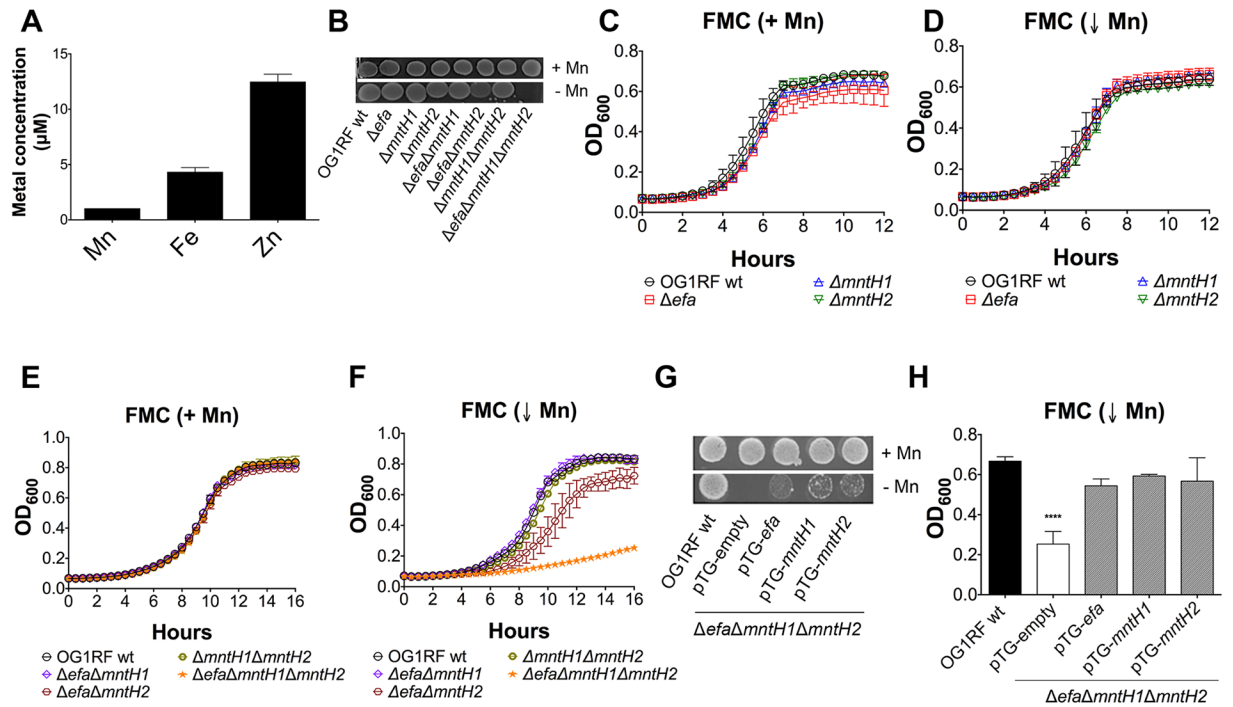 A
Metal concentration
(µM)
15
10
5
0
Mn
Fe
Zn
B
+ Mn
- Mn
OG1RF wt
Δefa
ΔmntH1
ΔmntH2
ΔefaΔmntH1
ΔefaΔmntH2
ΔmntH1ΔmntH2
ΔefaΔmntH1ΔmntH2
C
FMC (+ Mn)
OD600
0.8
0.6
0.4
0.2
0.0
0 2 4 6 8 10 12
Hours
OG1RF wt
Δefa
ΔmntH1
ΔmntH2
D
FMC (↓ Mn)
OD600
0.8
0.6
0.4
0.2
0.0
0 2 4 6 8 10 12
Hours
OG1RF wt
Δefa
ΔmntH1
ΔmntH2
E
FMC (+ Mn)
OD600
1.0
0.8
0.6
0.4
0.2
0.0
0 2 4 6 8 10 12 14 16
Hours
OG1RF wt
ΔefaΔmntH1
ΔefaΔmntH2
ΔmntH1ΔmntH2
ΔefaΔmntH1ΔmntH2
F
FMC (↓ Mn)
OD600
1.0
0.8
0.6
0.4
0.2
0.0
0 2 4 6 8 10 12 14 16
Hours
OG1RF wt
ΔefaΔmntH1
ΔefaΔmntH2
ΔmntH1ΔmntH2
ΔefaΔmntH1ΔmntH2
G
+ Mn
- Mn
OG1RF wt
pTG-empty
pTG-efa
pTG-mntH1
pTG-mntH2
ΔefaΔmntH1ΔmntH2
H
FMC (↓ Mn)
OD600
0.8
0.6
0.4
0.2
0.0
****
OG1RF wt
pTG-empty
pTG-efa
pTG-mntH1
pTG-mntH2
ΔefaΔmntH1ΔmntH2